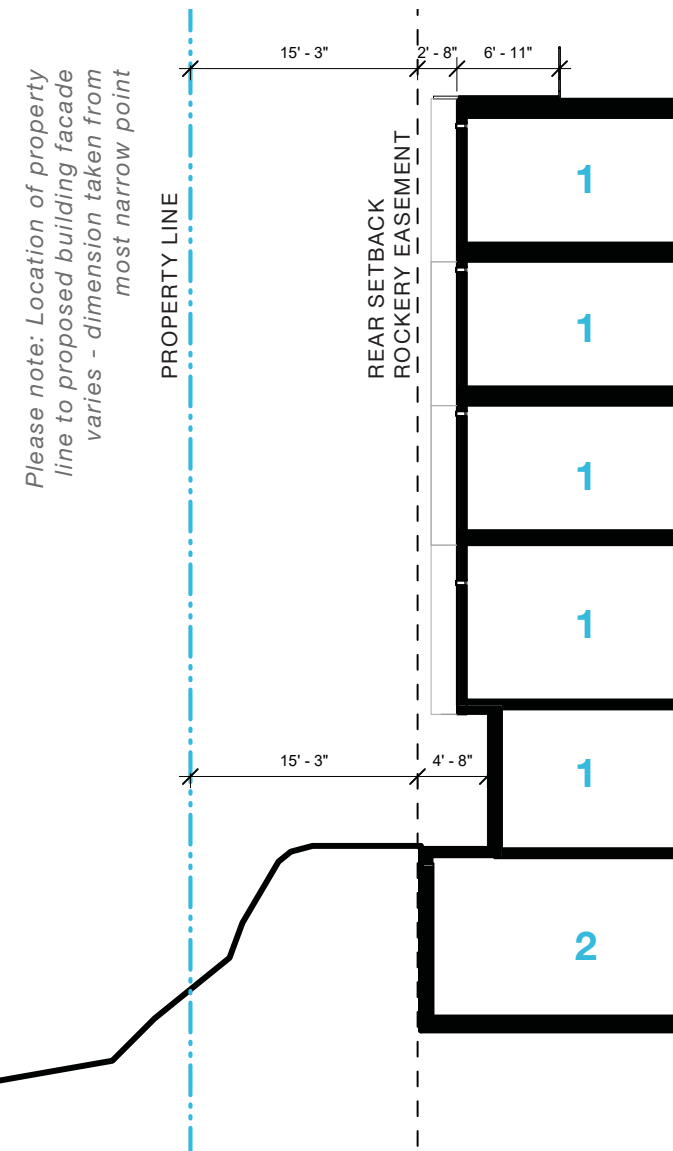 Please note: Location of property
line to proposed building facade
varies - dimension taken from
most narrow point
PROPERTY LINE
REAR SETBACK
ROCKERY EASEMENT
15' - 3"
2' - 8"
6' - 11"
1
1
1
1
15' - 3"
4' - 8"
1
2